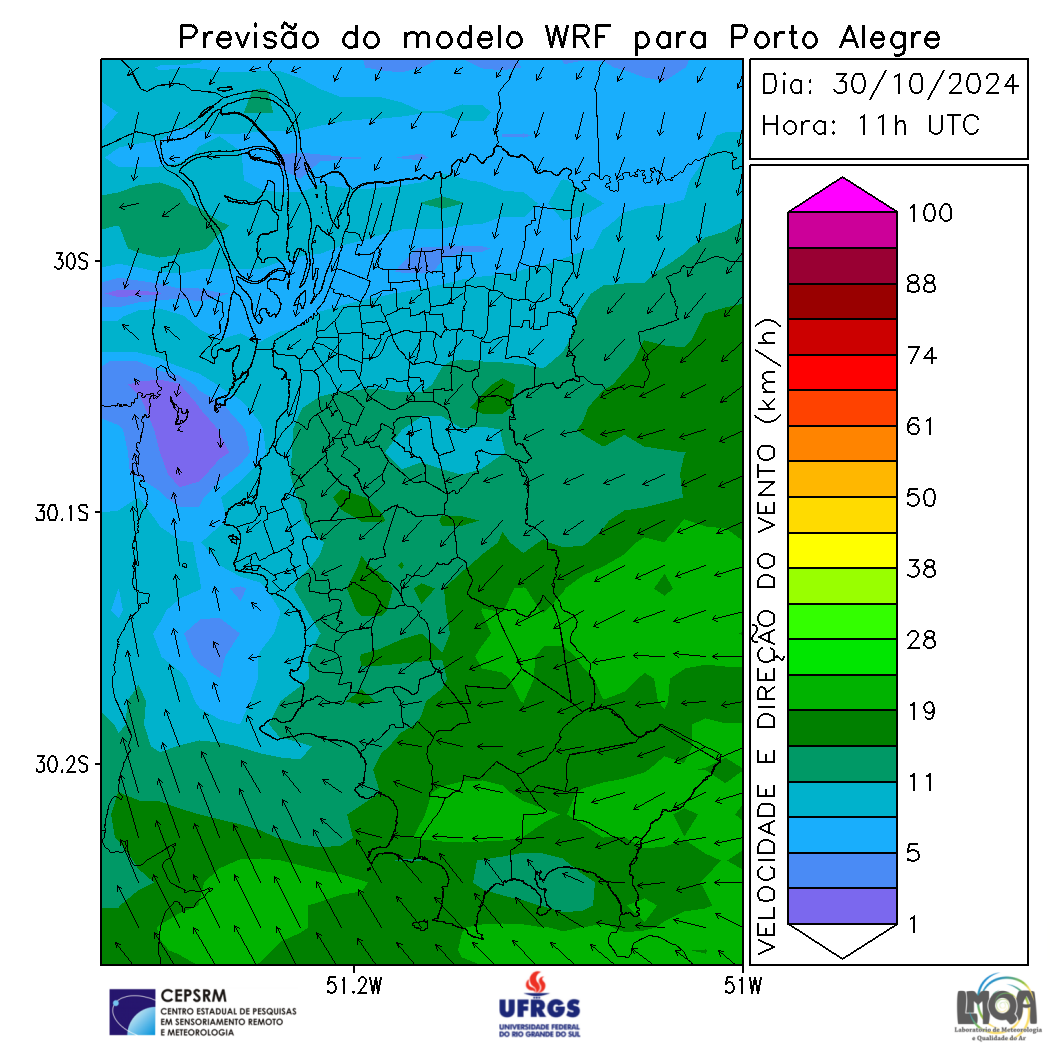 Previsão do modelo WRF para Porto Alegre
Dia: 30/10/2024
Hora: 11h UTC
30S
30.1S
30.2S
51.2W
51W
VELOCIDADE E DIREÇÃO DO VENTO (km/h)
100
88
74
61
50
38
28
19
11
5
1
CEPSRM
CENTRO ESTADUAL DE PESQUISAS
EM SENSORIAMENTO REMOTO
E METEOROLOGIA
UFRGS
UNIVERSIDADE FEDERAL
DO RIO GRANDE DO SUL
LMQA
Laboratório de Meteorologia
e Qualidade do Ar